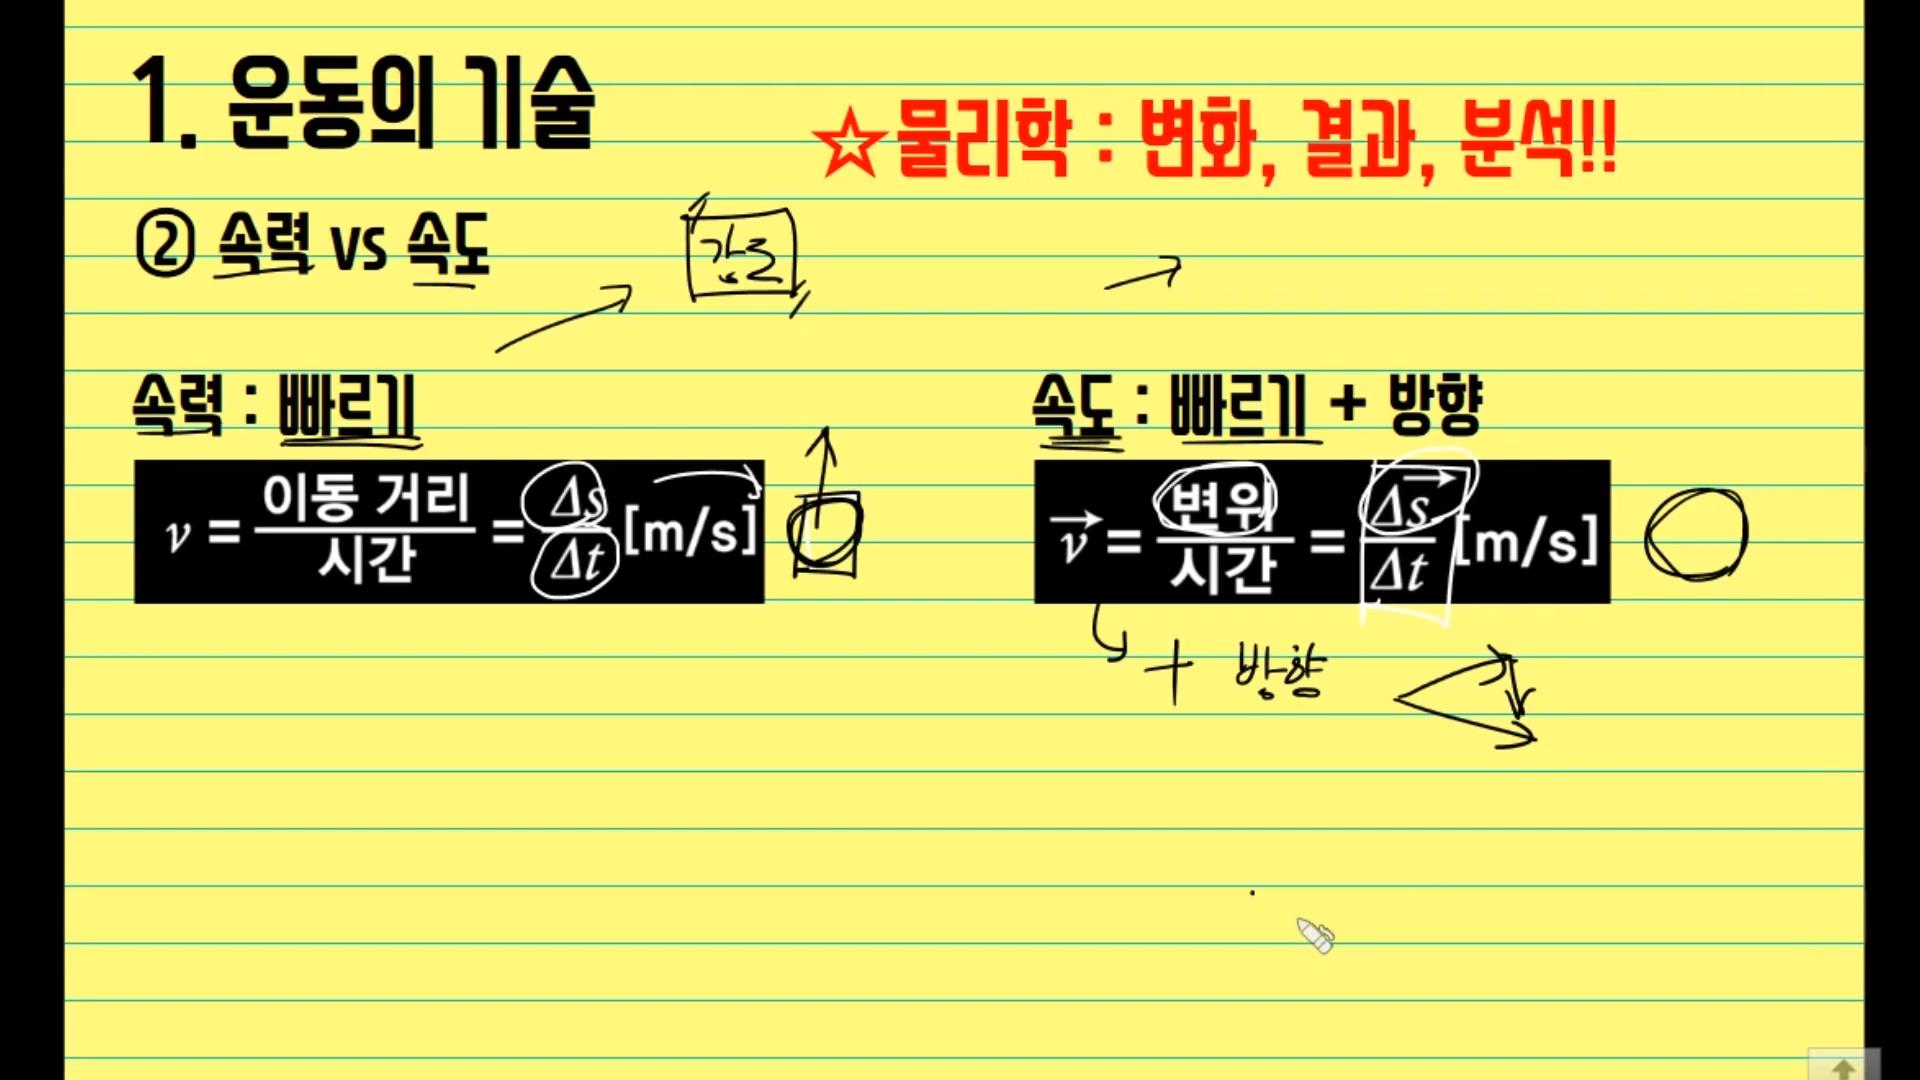 1. 운동의 기술
☆물리학 : 변화, 결과, 분석!!
② 속력 vs 속도
강조
속력 : 빠르기
v = 이동 거리 / 시간 = Δs / Δt [m/s]
속도 : 빠르기 + 방향
v⃗ = 변위 / 시간 = Δs⃗ / Δt [m/s]
+ 방향